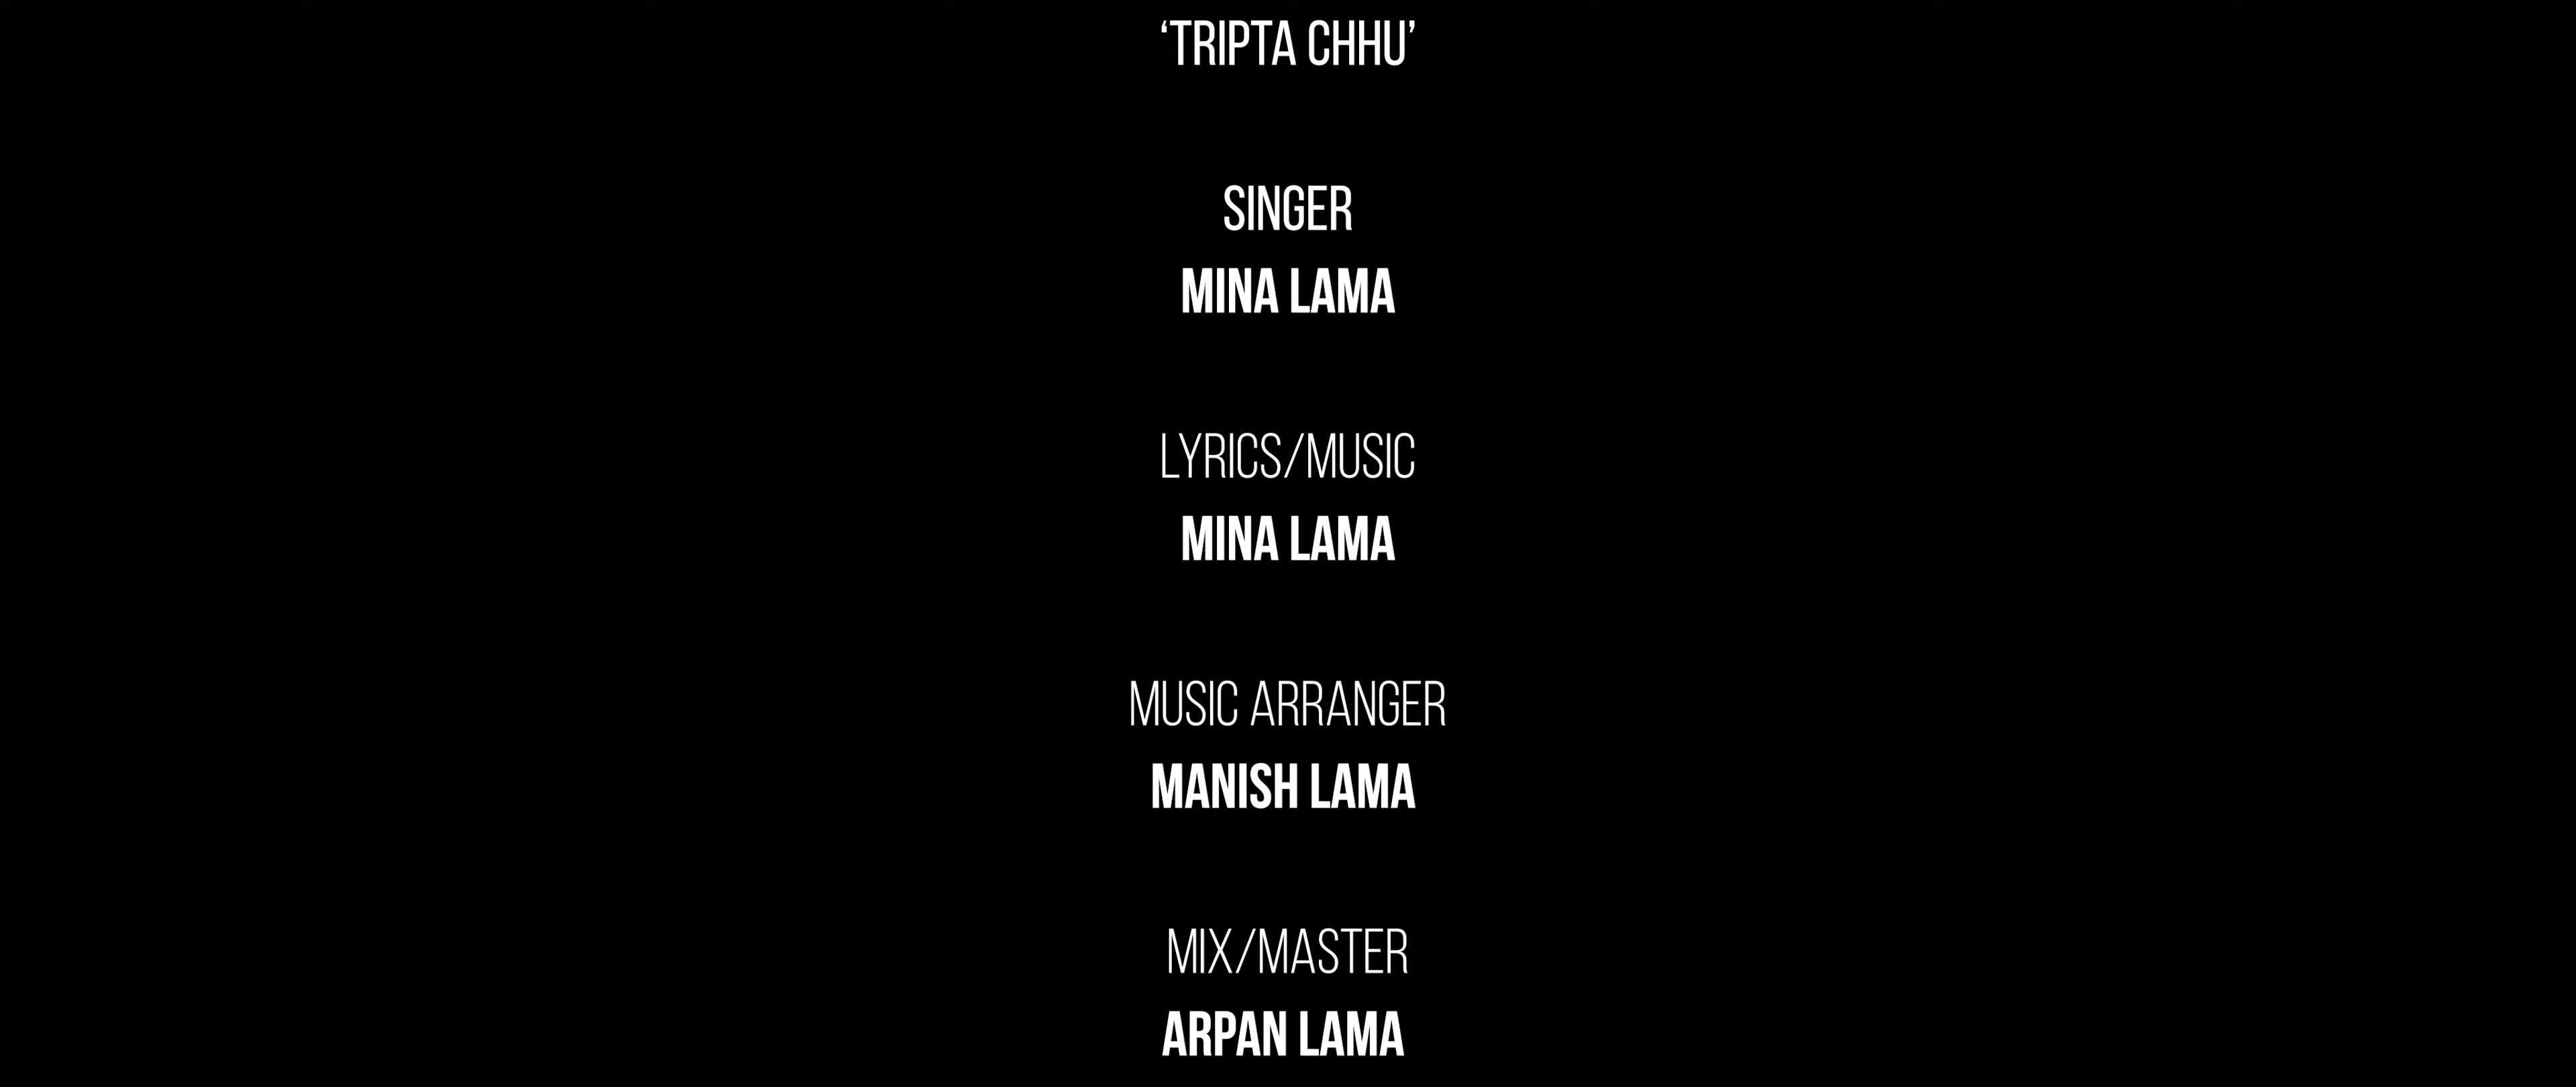 ‘TRIPTA CHHU’
SINGER
MINA LAMA
LYRICS/MUSIC
MINA LAMA
MUSIC ARRANGER
MANISH LAMA
MIX/MASTER
ARPAN LAMA